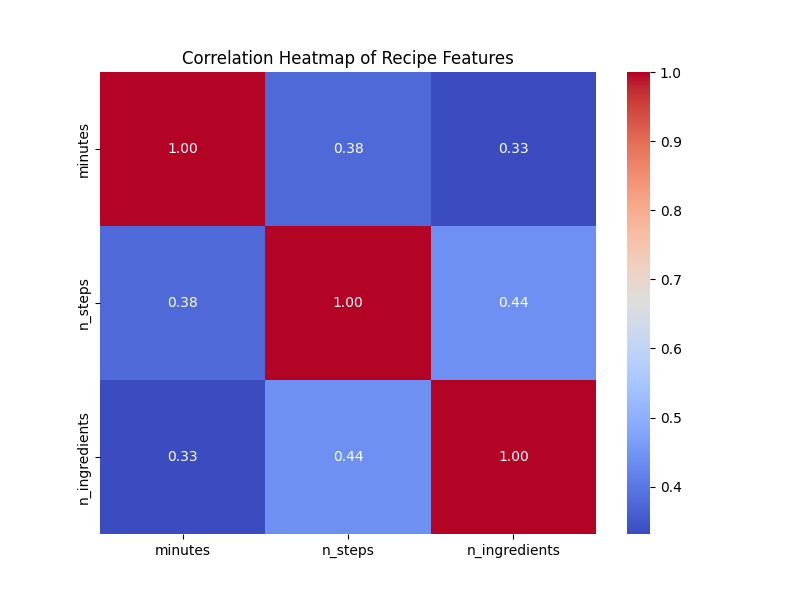 Correlation Heatmap of Recipe Features
minutes
1.00
0.38
0.33
n_steps
0.38
1.00
0.44
n_ingredients
0.33
0.44
1.00
minutes
n_steps
n_ingredients
1.0
0.9
0.8
0.7
0.6
0.5
0.4